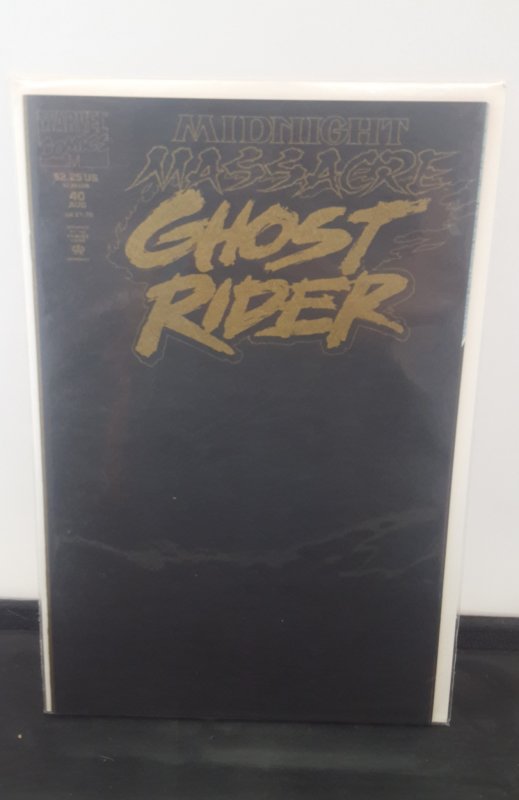 MARVEL
COMICS
$2.25 US
40
AUG
MIDNIGHT
MASSACRE
GHOST
RIDER